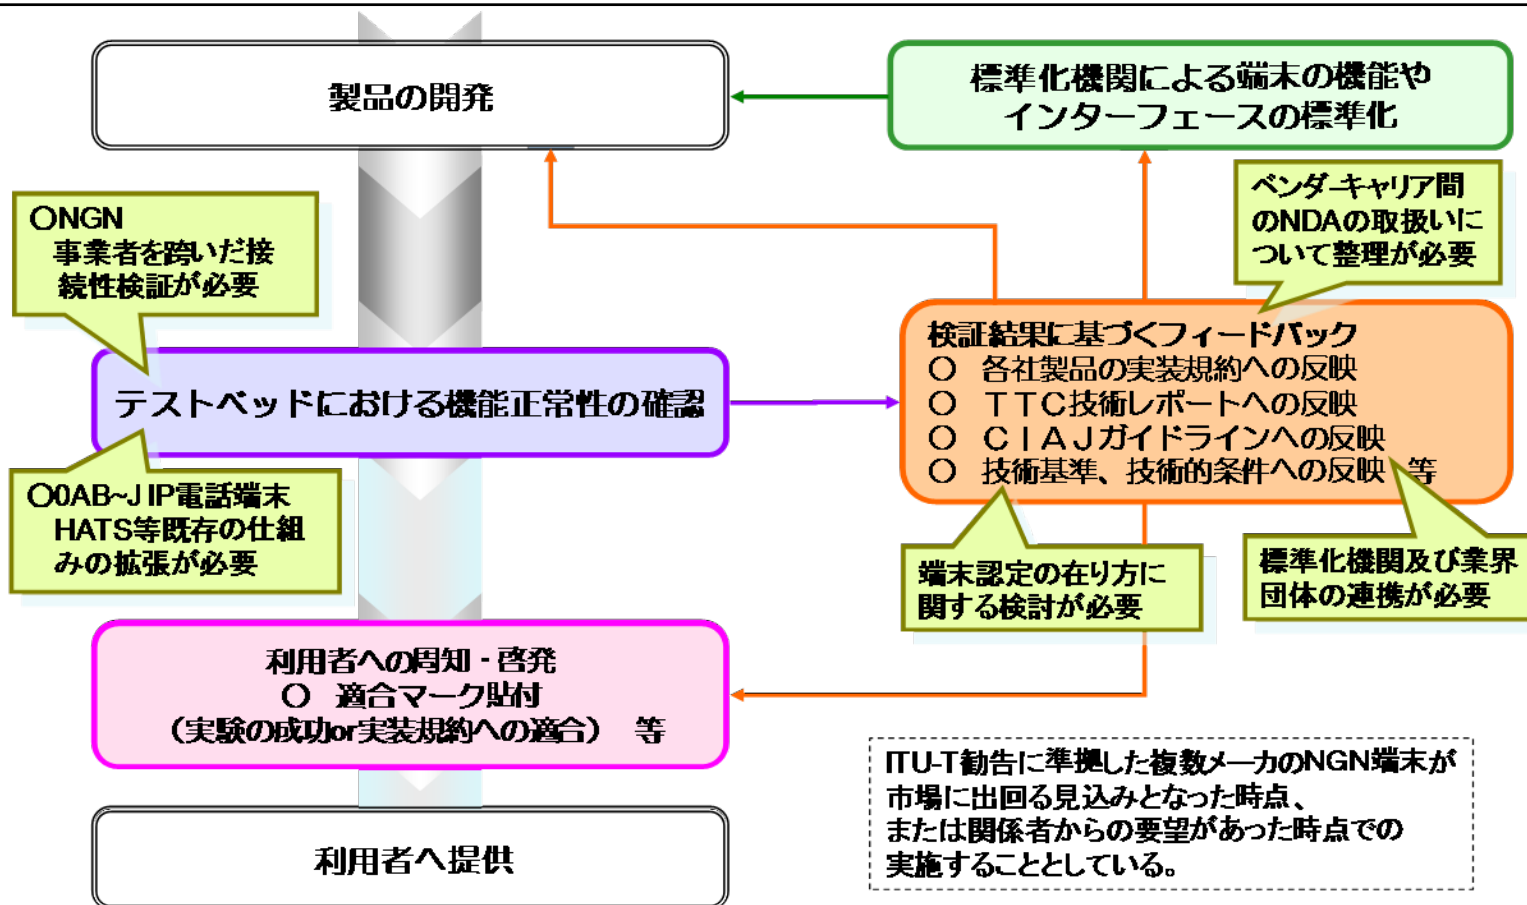 製品の開発
標準化機関による端末の機能や
インターフェースの標準化
○NGN
事業者を跨いだ接
続性検証が必要
ベンダーキャリア間
のNDAの取扱いに
ついて整理が必要
テストベッドにおける機能正常性の確認
検証結果に基づくフィードバック
○ 各社製品の実装規約への反映
○ TTC技術レポートへの反映
○ CIAJガイドラインへの反映
○ 技術基準、技術的条件への反映 等
○0AB~J IP電話端末
HATS等既存の仕組
みの拡張が必要
端末認定の在り方に
関する検討が必要
標準化機関及び業界
団体の連携が必要
利用者への周知・啓発
○ 適合マーク貼付
(実験の成功or実装規約への適合) 等
ITU-T勧告に準拠した複数メーカのNGN端末が
市場に出回る見込みとなった時点、
または関係者からの要望があった時点での
実施することとしている。
利用者へ提供